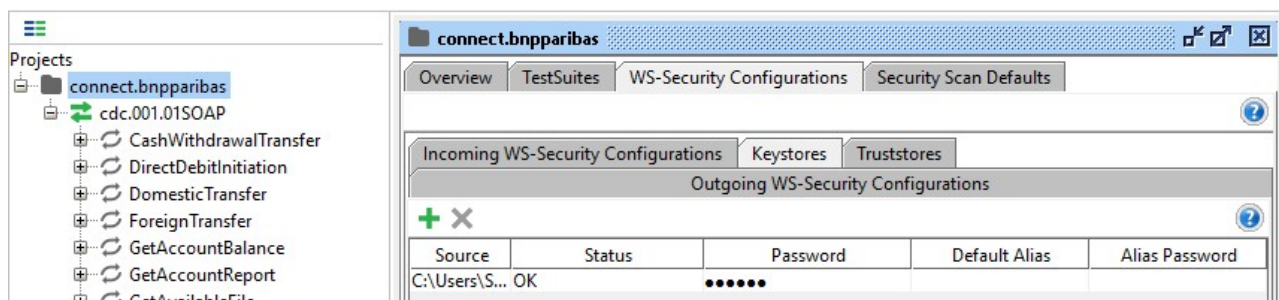 Projects
connect.bnpparibas
cdc.001.01SOAP
CashWithdrawalTransfer
DirectDebitInitiation
DomesticTransfer
ForeignTransfer
GetAccountBalance
GetAccountReport
GetAvailableFile
connect.bnpparibas
Overview TestSuites WS-Security Configurations Security Scan Defaults
Incoming WS-Security Configurations Keystores Truststores
Outgoing WS-Security Configurations
Source Status Password Default Alias Alias Password
C:\Users\S... OK ••••••